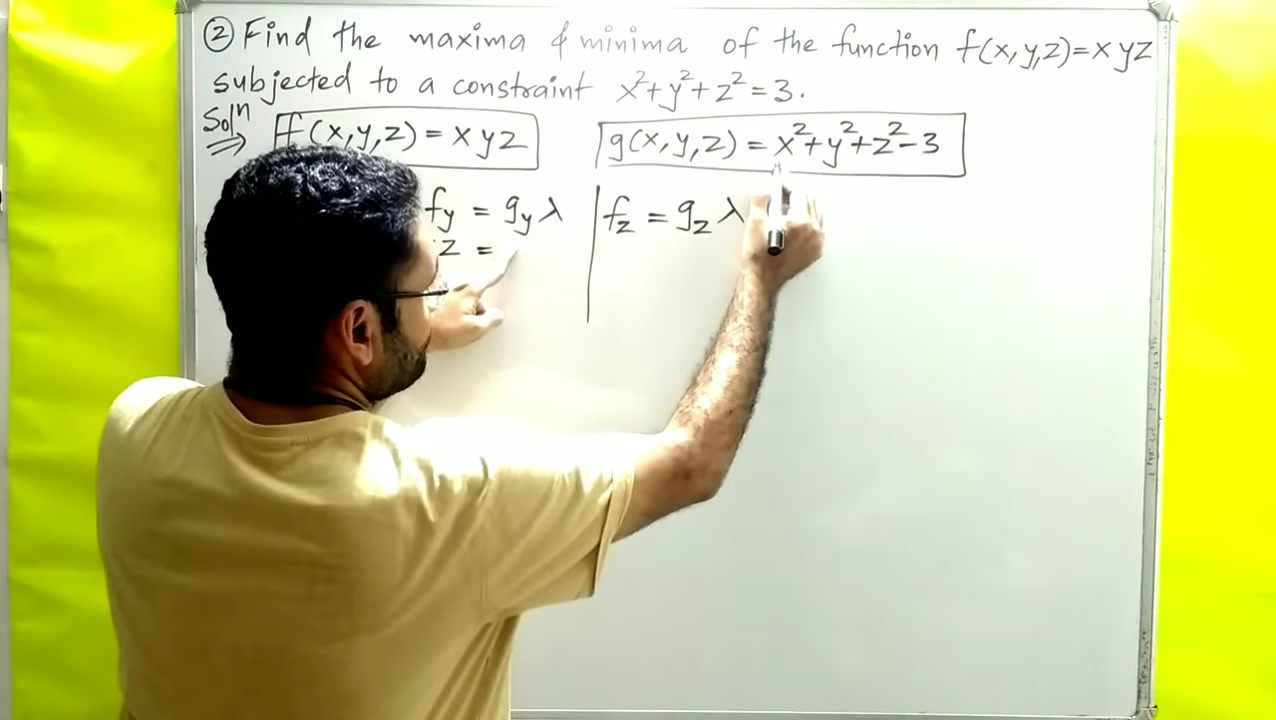 ② Find the maxima & minima of the function f(x,y,z)=xyz
subjected to a constraint x²+y²+z²=3.
Solⁿ ⇒ f(x,y,z) = xyz g(x,y,z) = x²+y²+z²-3
fy = gy λ | fz = gz λ
z =